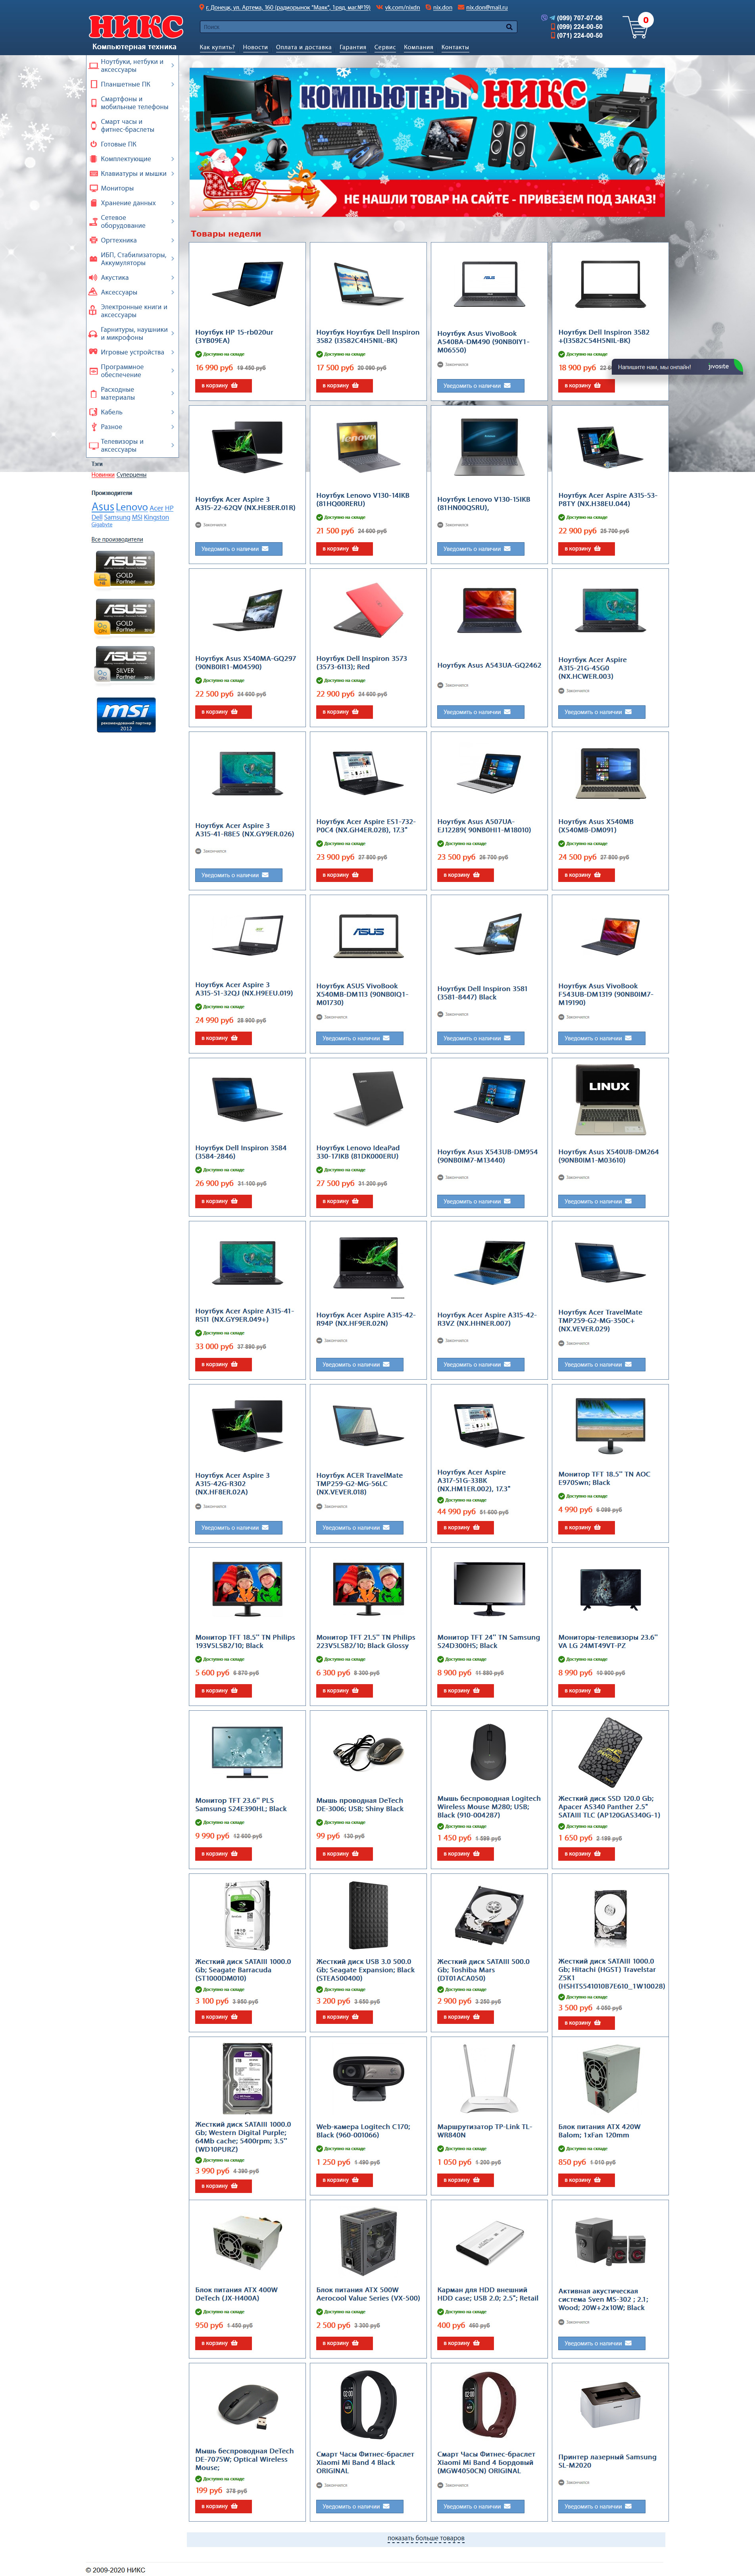 НИКС
Компьютерная техника
г. Донецк, ул. Артема, 160 (радиорынок "Маяк", 1ряд, маг.№19)
vk.com/nixdn
nix.don
nix.don@mail.ru
Поиск
(099) 707-07-06
(099) 224-00-50
(071) 224-00-50
0
Как купить?
Новости
Оплата и доставка
Гарантия
Сервис
Компания
Контакты
Ноутбуки, нетбуки и
аксессуары
Планшетные ПК
Смартфоны и
мобильные телефоны
Смарт часы и
фитнес-браслеты
Готовые ПК
Комплектующие
Клавиатуры и мышки
Мониторы
Хранение данных
Сетевое
оборудование
Оргтехника
ИБП, Стабилизаторы,
Аккумуляторы
Акустика
Аксессуары
Электронные книги и
аксессуары
Гарнитуры, наушники
и микрофоны
Игровые устройства
Программное
обеспечение
Расходные
материалы
Кабель
Разное
Телевизоры и
аксессуары
Тэги
Новинки Суперцены
Производители
Asus Lenovo Acer HP
Dell Samsung MSI Kingston
Gigabyte
Все производители
ASUS
GOLD
Partner
ASUS
GOLD
Partner
ASUS
SILVER
Partner
msi
рекомендований партнер
2012
КОМПЬЮТЕРЫ НИКС
НЕ НАШЛИ ТОВАР НА САЙТЕ - ПРИВЕЗЕМ ПОД ЗАКАЗ!
Товары недели
Ноутбук HP 15-rb020ur
(3YB09EA)
Доступно на складе
16 990 руб 19 450 руб
в корзину
Ноутбук Ноутбук Dell Inspiron
3582 (I3582C4H5NIL-BK)
Доступно на складе
17 500 руб 20 090 руб
в корзину
Ноутбук Asus VivoBook
A540BA-DM490 (90NB0IY1-
M06550)
Закончился
Уведомить о наличии
Ноутбук Dell Inspiron 3582
+(I3582C54H5NIL-BK)
Доступно на складе
18 900 руб
в корзину
Напишите нам, мы онлайн!
jivosite
Ноутбук Acer Aspire 3
A315-22-62QV (NX.HE8ER.01R)
Закончился
Уведомить о наличии
Ноутбук Lenovo V130-14IKB
(81HQ00RERU)
Доступно на складе
21 500 руб 24 600 руб
в корзину
Ноутбук Lenovo V130-15IKB
(81HN00QSRU),
Закончился
Уведомить о наличии
Ноутбук Acer Aspire A315-53-
P8TY (NX.H38EU.044)
Доступно на складе
22 900 руб 25 700 руб
в корзину
Ноутбук Asus X540MA-GQ297
(90NB0IR1-M04590)
Доступно на складе
22 500 руб 24 600 руб
в корзину
Ноутбук Dell Inspiron 3573
(3573-6113); Red
Доступно на складе
22 900 руб 24 600 руб
в корзину
Ноутбук Asus A543UA-GQ2462
Закончился
Уведомить о наличии
Ноутбук Acer Aspire
A315-21G-45G0
(NX.HCWER.003)
Закончился
Уведомить о наличии
Ноутбук Acer Aspire 3
A315-41-R8E5 (NX.GY9ER.026)
Закончился
Уведомить о наличии
Ноутбук Acer Aspire ES1-732-
P0C4 (NX.GH4ER.028), 17.3"
Доступно на складе
23 900 руб 27 800 руб
в корзину
Ноутбук Asus A507UA-
EJ12289( 90NB0HI1-M18010)
Доступно на складе
23 500 руб 26 700 руб
в корзину
Ноутбук Asus X540MB
(X540MB-DM091)
Доступно на складе
24 500 руб 27 800 руб
в корзину
Ноутбук Acer Aspire 3
A315-51-32QJ (NX.H9EEU.019)
Доступно на складе
24 990 руб 28 900 руб
в корзину
Ноутбук ASUS VivoBook
X540MB-DM113 (90NB0IQ1-
M01730)
Закончился
Уведомить о наличии
Ноутбук Dell Inspiron 3581
(3581-8447) Black
Закончился
Уведомить о наличии
Ноутбук Asus VivoBook
F543UB-DM1319 (90NB0IM7-
M19190)
Закончился
Уведомить о наличии
Ноутбук Dell Inspiron 3584
(3584-2846)
Доступно на складе
26 900 руб 31 100 руб
в корзину
Ноутбук Lenovo IdeaPad
330-17IKB (81DK000ERU)
Доступно на складе
27 500 руб 31 200 руб
в корзину
Ноутбук Asus X543UB-DM954
(90NB0IM7-M13440)
Закончился
Уведомить о наличии
LINUX
Ноутбук Asus X540UB-DM264
(90NB0IM1-M03610)
Закончился
Уведомить о наличии
Ноутбук Acer Aspire A315-41-
R511 (NX.GY9ER.049+)
Доступно на складе
33 000 руб 37 890 руб
в корзину
Ноутбук Acer Aspire A315-42-
R94P (NX.HF9ER.02N)
Закончился
Уведомить о наличии
Ноутбук Acer Aspire A315-42-
R3VZ (NX.HHNER.007)
Закончился
Уведомить о наличии
Ноутбук Acer TravelMate
TMP259-G2-MG-350C+
(NX.VEVER.029)
Закончился
Уведомить о наличии
Ноутбук Acer Aspire 3
A315-42G-R302
(NX.HF8ER.02A)
Закончился
Уведомить о наличии
Ноутбук ACER TravelMate
TMP259-G2-MG-56LC
(NX.VEVER.018)
Закончился
Уведомить о наличии
Ноутбук Acer Aspire
A317-51G-33BK
(NX.HM1ER.002), 17.3"
Доступно на складе
44 990 руб 51 600 руб
в корзину
Монитор TFT 18.5'' TN AOC
E970Swn; Black
Доступно на складе
4 990 руб 6 099 руб
в корзину
Монитор TFT 18.5'' TN Philips
193V5LSB2/10; Black
Доступно на складе
5 600 руб 6 870 руб
в корзину
Монитор TFT 21.5'' TN Philips
223V5LSB2/10; Black Glossy
Доступно на складе
6 300 руб 8 300 руб
в корзину
Монитор TFT 24'' TN Samsung
S24D300HS; Black
Доступно на складе
8 900 руб 11 880 руб
в корзину
Мониторы-телевизоры 23.6''
VA LG 24MT49VT-PZ
Доступно на складе
8 990 руб 10 900 руб
в корзину
Монитор TFT 23.6'' PLS
Samsung S24E390HL; Black
Доступно на складе
9 990 руб 12 600 руб
в корзину
Мышь проводная DeTech
DE-3006; USB; Shiny Black
Доступно на складе
99 руб 130 руб
в корзину
Мышь беспроводная Logitech
Wireless Mouse M280; USB;
Black (910-004287)
Доступно на складе
1 450 руб 1 599 руб
в корзину
Жесткий диск SSD 120.0 Gb;
Apacer AS340 Panther 2.5"
SATAIII TLC (AP120GAS340G-1)
Доступно на складе
1 650 руб 2 199 руб
в корзину
Жесткий диск SATAIII 1000.0
Gb; Seagate Barracuda
(ST1000DM010)
Доступно на складе
3 100 руб 3 950 руб
в корзину
Жесткий диск USB 3.0 500.0
Gb; Seagate Expansion; Black
(STEA500400)
Доступно на складе
3 200 руб 3 650 руб
в корзину
Жесткий диск SATAIII 500.0
Gb; Toshiba Mars
(DT01ACA050)
Доступно на складе
2 900 руб 3 250 руб
в корзину
Жесткий диск SATAIII 1000.0
Gb; Hitachi (HGST) Travelstar
Z5K1
(HSHTS541010B7E610_1W10028)
Доступно на складе
3 500 руб 4 050 руб
в корзину
Жесткий диск SATAIII 1000.0
Gb; Western Digital Purple;
64Mb cache; 5400rpm; 3.5''
(WD10PURZ)
Доступно на складе
3 990 руб 4 380 руб
в корзину
Web-камера Logitech C170;
Black (960-001066)
Доступно на складе
1 250 руб 1 480 руб
в корзину
Маршрутизатор TP-Link TL-
WR840N
Доступно на складе
1 050 руб 1 200 руб
в корзину
Блок питания ATX 420W
Balom; 1xFan 120mm
Доступно на складе
850 руб 1 010 руб
в корзину
Блок питания ATX 400W
DeTech (JX-H400A)
Доступно на складе
950 руб 1 450 руб
в корзину
Блок питания ATX 500W
Aerocool Value Series (VX-500)
Доступно на складе
2 500 руб 3 300 руб
в корзину
Карман для HDD внешний
HDD case; USB 2.0; 2.5"; Retail
Доступно на складе
400 руб 460 руб
в корзину
Активная акустическая
система Sven MS-302 ; 2.1;
Wood; 20W+2x10W; Black
Закончился
Уведомить о наличии
Мышь беспроводная DeTech
DE-7075W; Optical Wireless
Mouse;
Доступно на складе
199 руб 378 руб
в корзину
Смарт Часы Фитнес-браслет
Xiaomi Mi Band 4 Black
ORIGINAL
Закончился
Уведомить о наличии
Смарт Часы Фитнес-браслет
Xiaomi Mi Band 4 Бордовый
(MGW4050CN) ORIGINAL
Закончился
Уведомить о наличии
Принтер лазерный Samsung
SL-M2020
Закончился
Уведомить о наличии
показать больше товаров
© 2009-2020 НИКС